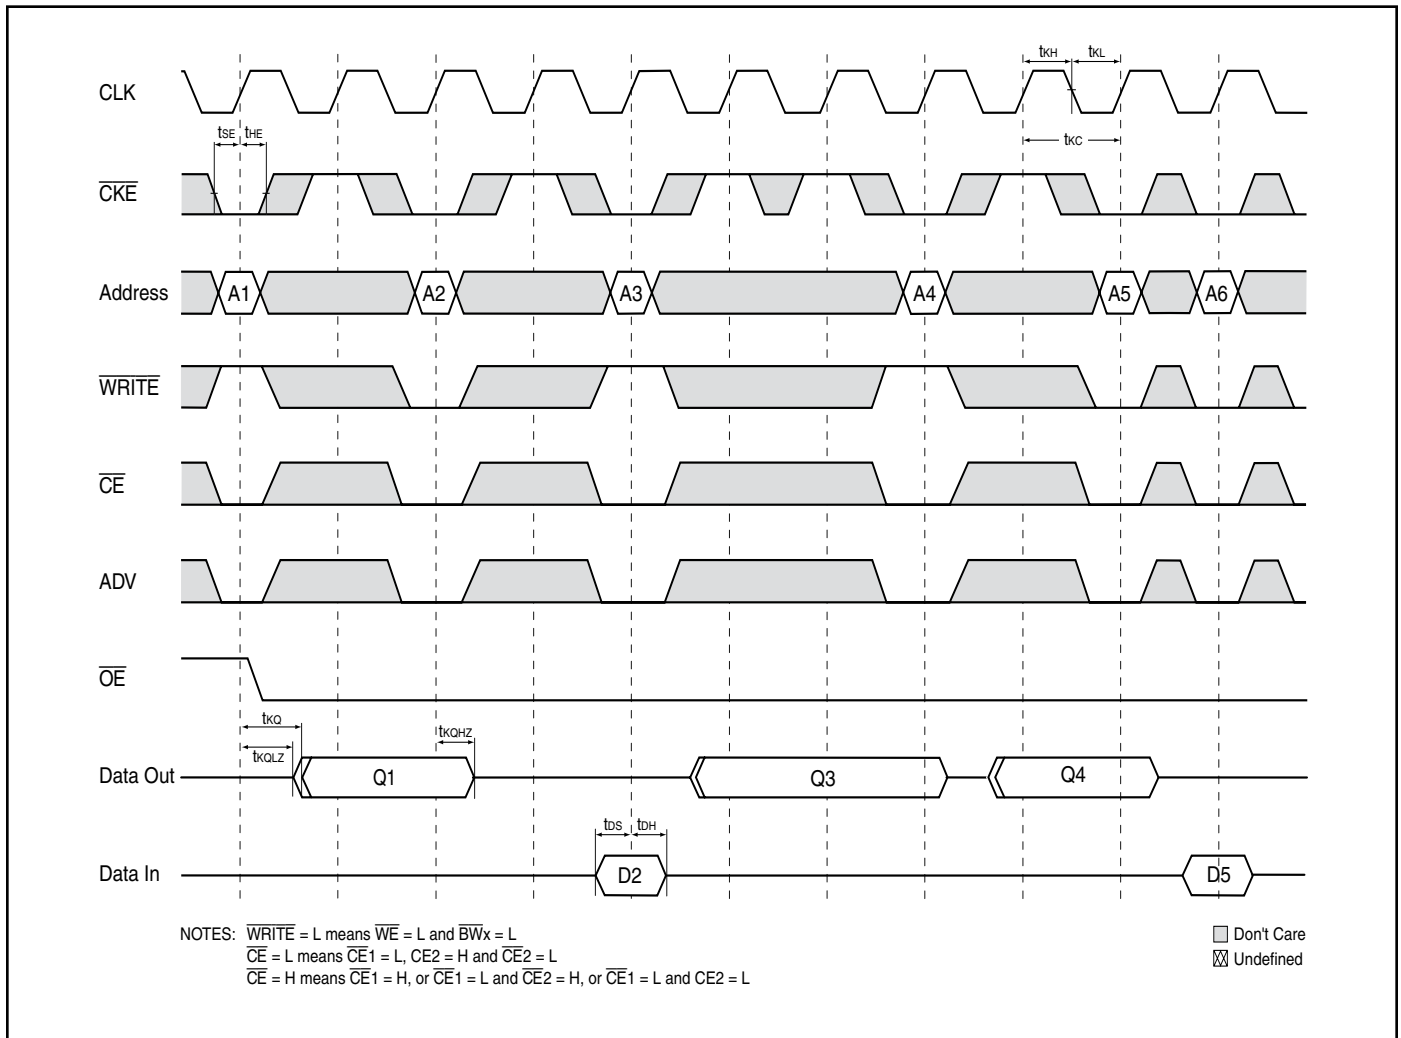 tKH tKL
CLK
tSE tHE
tKC
CKE
Address A1 A2 A3 A4 A5 A6
WRITE
CE
ADV
OE
tKQ
tKQLZ
tKQHZ
Data Out Q1 Q3 Q4
tDS tDH
Data In D2 D5
NOTES: WRITE = L means WE = L and BWx = L
CE = L means CE1 = L, CE2 = H and CE2 = L
CE = H means CE1 = H, or CE1 = L and CE2 = H, or CE1 = L and CE2 = L
Don't Care
Undefined